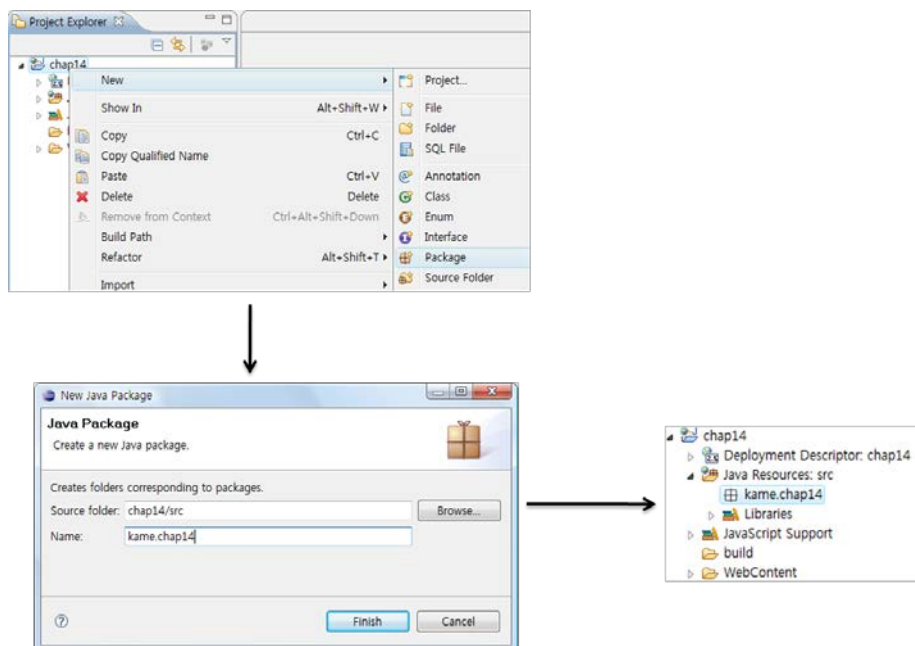 Project Explorer
chap14
New
Project...
Show In Alt+Shift+W
File
Folder
Copy Ctrl+C
SQL File
Copy Qualified Name
Paste Ctrl+V
Annotation
Delete Delete
Class
Remove from Context Ctrl+Alt+Shift+Down
Enum
Build Path
Interface
Refactor Alt+Shift+T
Package
Import
Source Folder
New Java Package
Java Package
Create a new Java package.
Creates folders corresponding to packages.
Source folder: chap14/src Browse...
Name: kame.chap14
Finish Cancel
chap14
Deployment Descriptor: chap14
Java Resources: src
kame.chap14
Libraries
JavaScript Support
build
WebContent